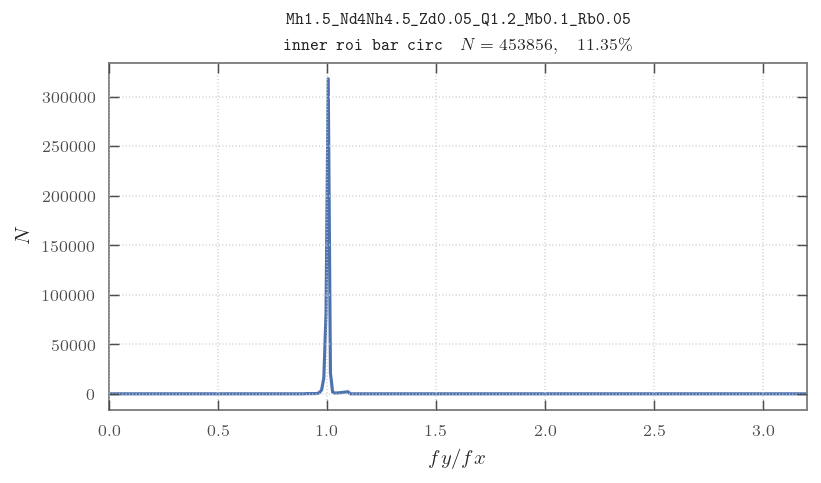 Mh1.5_Nd4Nh4.5_Zd0.05_Q1.2_Mb0.1_Rb0.05
inner roi bar circ N = 453856, 11.35%
300000
250000
200000
150000
100000
50000
0
N
0.0 0.5 1.0 1.5 2.0 2.5 3.0
fy/fx